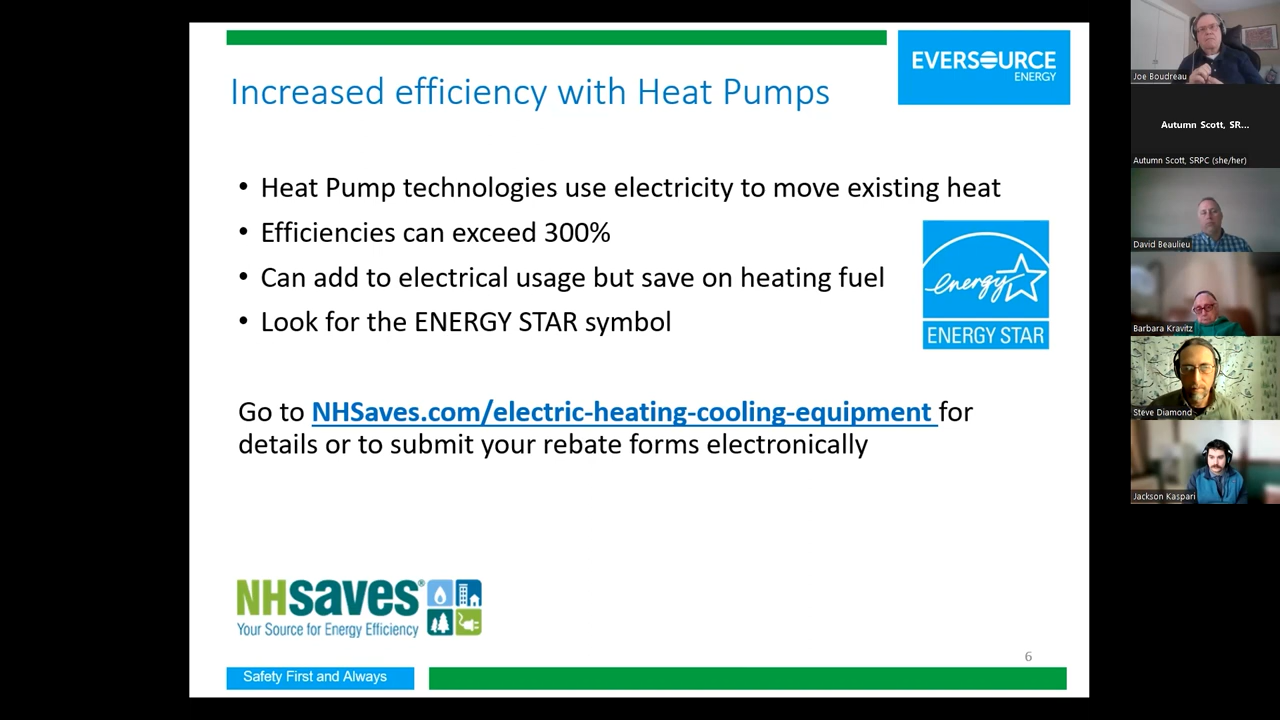 EVERSOURCE
ENERGY
Increased efficiency with Heat Pumps
• Heat Pump technologies use electricity to move existing heat
• Efficiencies can exceed 300%
• Can add to electrical usage but save on heating fuel
• Look for the ENERGY STAR symbol
energy
ENERGY STAR
Go to NHSaves.com/electric-heating-cooling-equipment for
details or to submit your rebate forms electronically
NHsaves®
Your Source for Energy Efficiency
6
Safety First and Always
Joe Boudreau
Autumn Scott, SR...
Autumn Scott, SRPC (she/her)
David Beaulieu
Barbara Kravitz
Steve Diamond
Jackson Kaspari